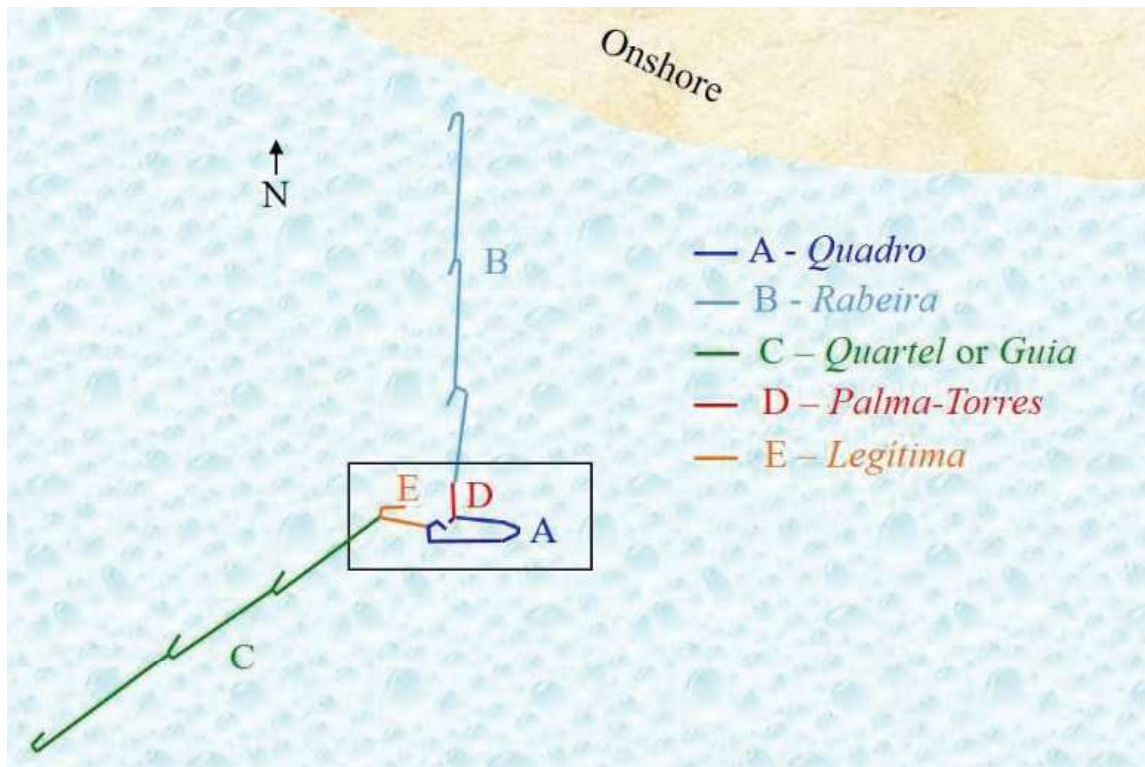 Onshore
N
B
A - Quadro
B - Rabeira
C – Quartel or Guia
D – Palma-Torres
E – Legítima
E
D
A
C